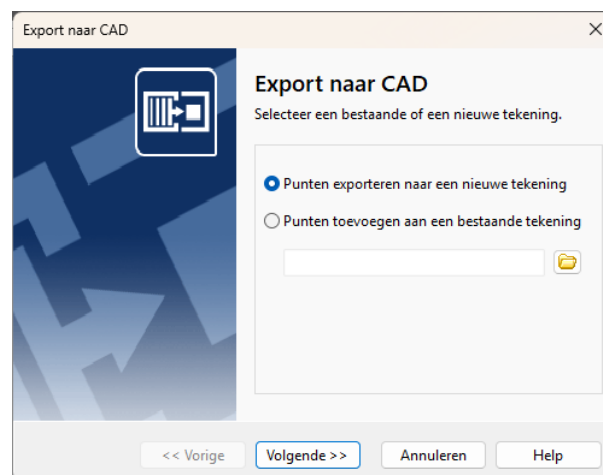 Export naar CAD
Export naar CAD
Selecteer een bestaande of een nieuwe tekening.
Punten exporteren naar een nieuwe tekening
Punten toevoegen aan een bestaande tekening
<< Vorige
Volgende >>
Annuleren
Help